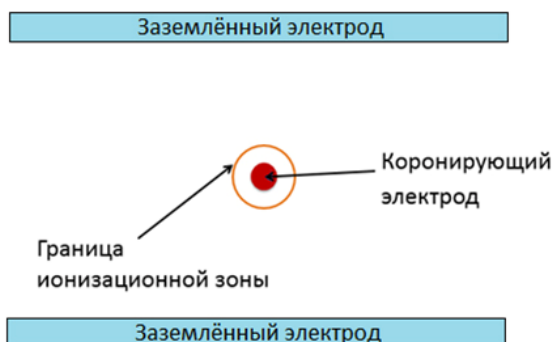 Заземлённый электрод
Коронирующий
электрод
Граница
ионизационной зоны
Заземлённый электрод